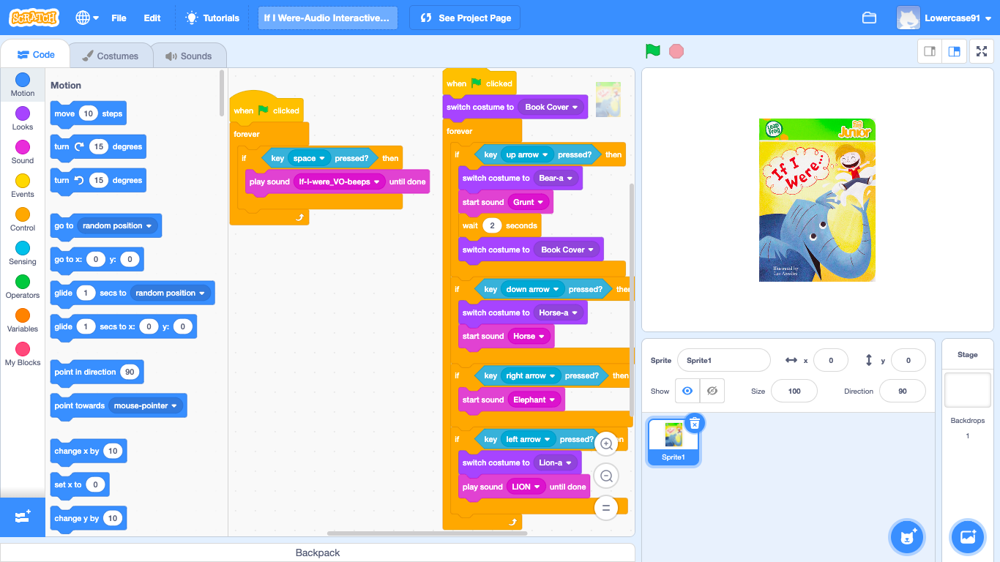 SCRATCH File Edit Tutorials If I Were-Audio Interactive... See Project Page Lowercase91
Code Costumes Sounds
Motion
Looks
Sound
Events
Control
Sensing
Operators
Variables
My Blocks
Motion
move 10 steps
turn 15 degrees
turn 15 degrees
go to random position
go to x: 0 y: 0
glide 1 secs to random position
glide 1 secs to x: 0 y: 0
point in direction 90
point towards mouse-pointer
change x by 10
set x to 0
change y by 10
when clicked
forever
if key space pressed? then
play sound If-I-were_VO-beeps until done
when clicked
switch costume to Book Cover
forever
if key up arrow pressed? then
switch costume to Bear-a
start sound Grunt
wait 2 seconds
switch costume to Book Cover
if key down arrow pressed? then
switch costume to Horse-a
start sound Horse
if key right arrow pressed? then
start sound Elephant
if key left arrow pressed?
switch costume to Lion-a
play sound LION until done
Backpack
Leap
Frog
Junior
If I
Were...
Illustrated by
Sprite Sprite1 x 0 y 0
Show Size 100 Direction 90
Sprite1
Stage
Backdrops
1